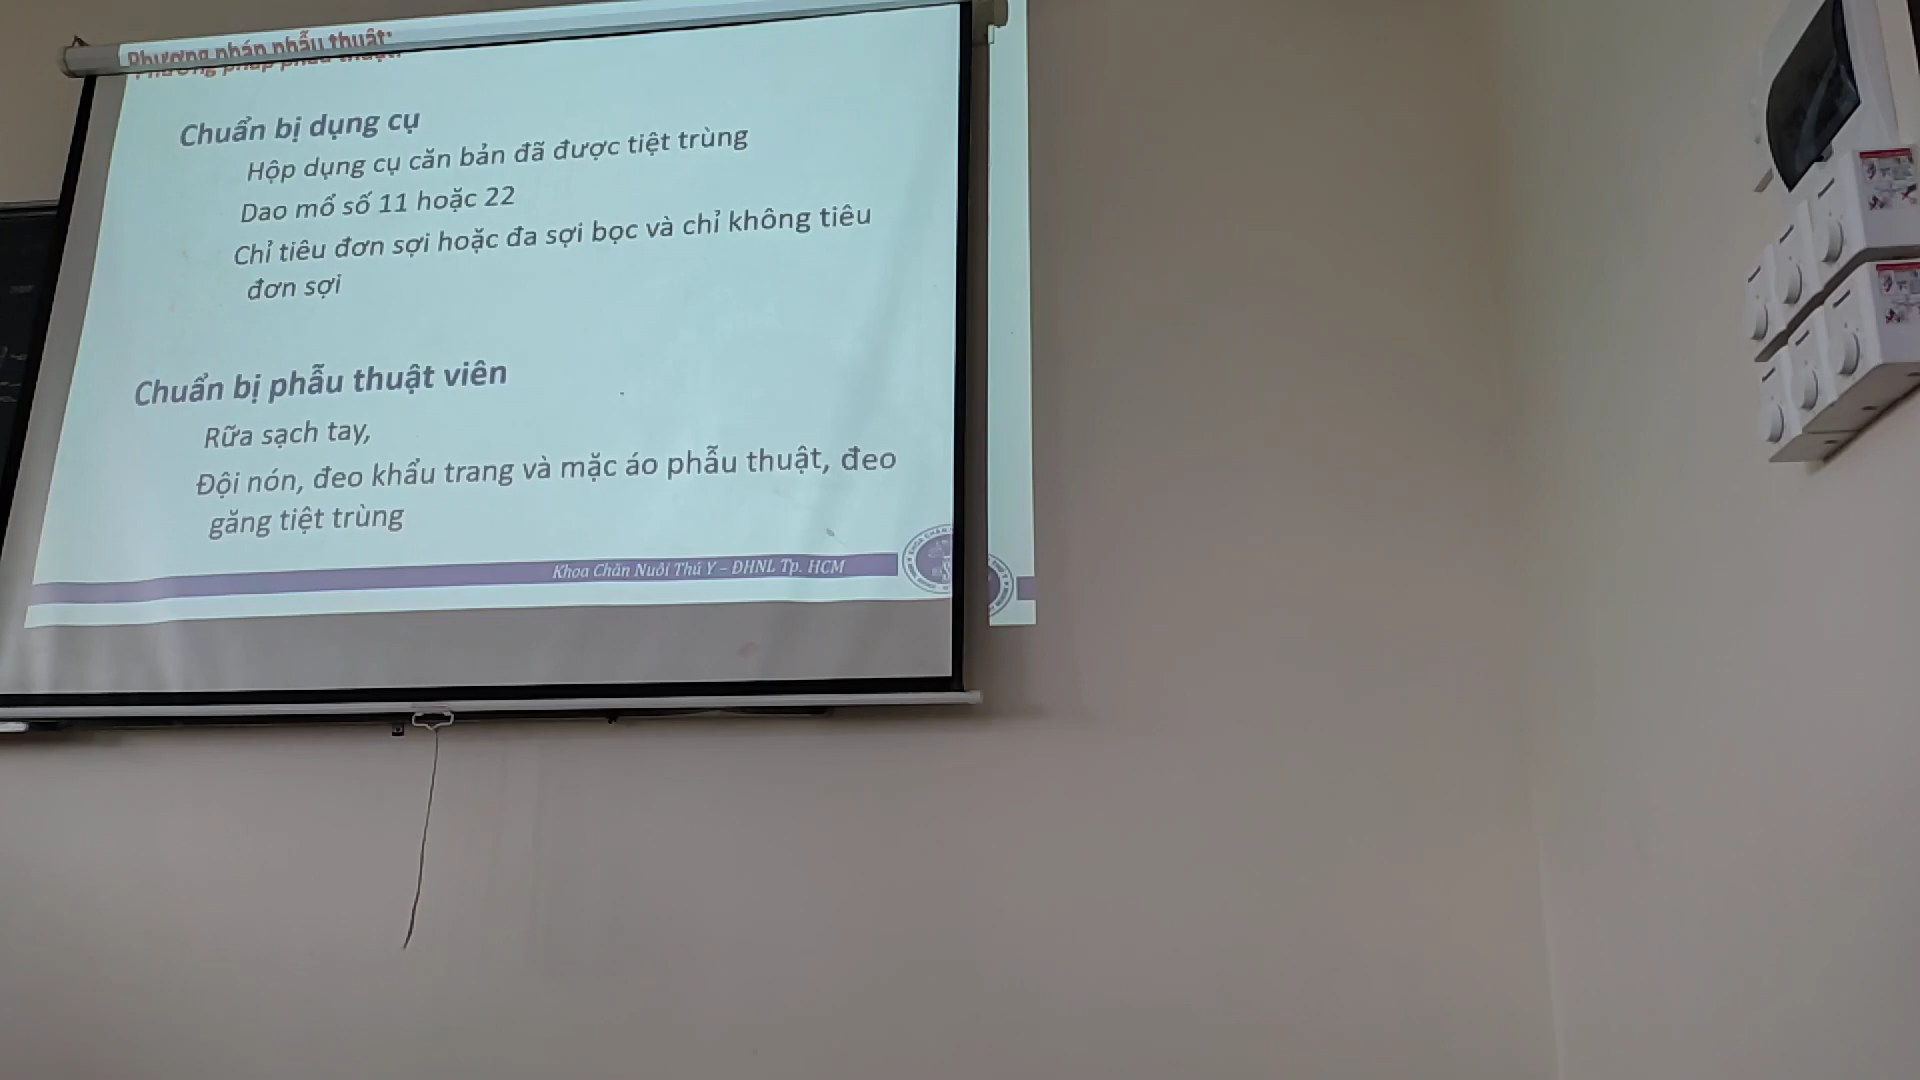 Phương pháp phẫu thuật:
Chuẩn bị dụng cụ
Hộp dụng cụ căn bản đã được tiệt trùng
Dao mổ số 11 hoặc 22
Chỉ tiêu đơn sợi hoặc đa sợi bọc và chỉ không tiêu
đơn sợi
Chuẩn bị phẫu thuật viên
Rữa sạch tay,
Đội nón, đeo khẩu trang và mặc áo phẫu thuật, đeo
găng tiệt trùng
Khoa Chăn Nuôi Thú Y – ĐHNL Tp. HCM